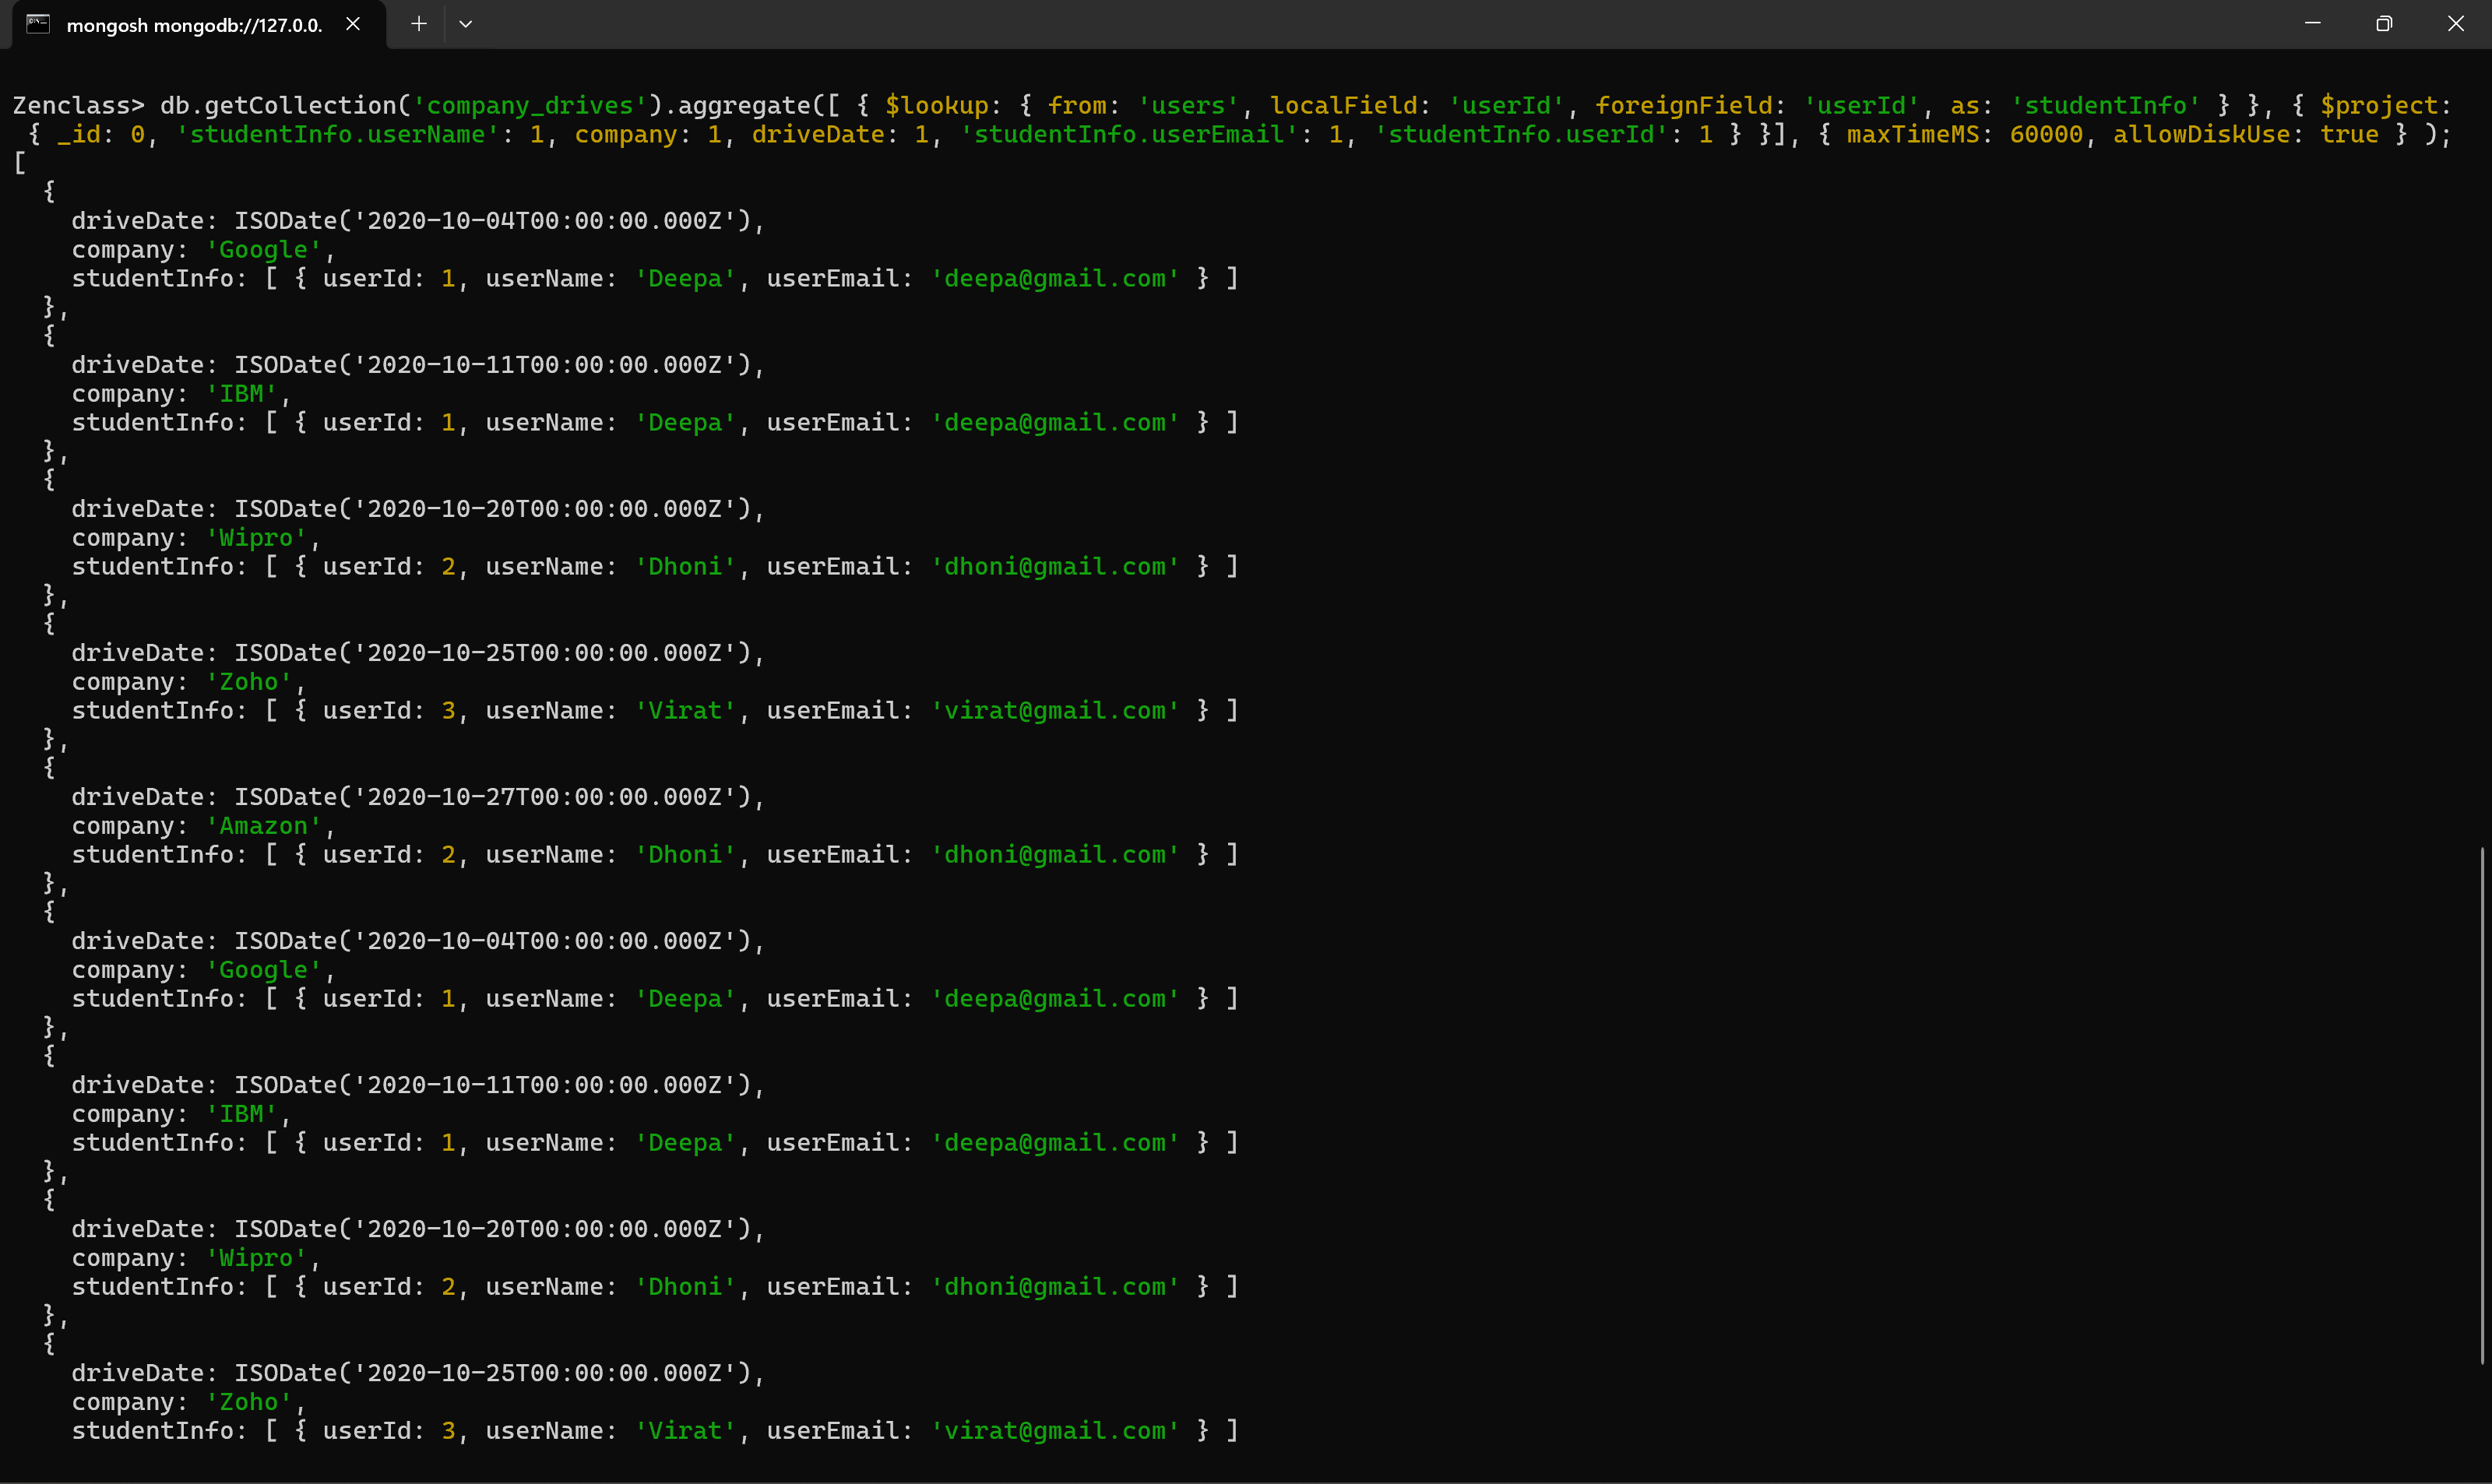 mongosh mongodb://127.0.0.
Zenclass> db.getCollection('company_drives').aggregate([ { $lookup: { from: 'users', localField: 'userId', foreignField: 'userId', as: 'studentInfo' } }, { $project:
{ _id: 0, 'studentInfo.userName': 1, company: 1, driveDate: 1, 'studentInfo.userEmail': 1, 'studentInfo.userId': 1 } }], { maxTimeMS: 60000, allowDiskUse: true } );
[
  {
    driveDate: ISODate('2020-10-04T00:00:00.000Z'),
    company: 'Google',
    studentInfo: [ { userId: 1, userName: 'Deepa', userEmail: 'deepa@gmail.com' } ]
  },
  {
    driveDate: ISODate('2020-10-11T00:00:00.000Z'),
    company: 'IBM',
    studentInfo: [ { userId: 1, userName: 'Deepa', userEmail: 'deepa@gmail.com' } ]
  },
  {
    driveDate: ISODate('2020-10-20T00:00:00.000Z'),
    company: 'Wipro',
    studentInfo: [ { userId: 2, userName: 'Dhoni', userEmail: 'dhoni@gmail.com' } ]
  },
  {
    driveDate: ISODate('2020-10-25T00:00:00.000Z'),
    company: 'Zoho',
    studentInfo: [ { userId: 3, userName: 'Virat', userEmail: 'virat@gmail.com' } ]
  },
  {
    driveDate: ISODate('2020-10-27T00:00:00.000Z'),
    company: 'Amazon',
    studentInfo: [ { userId: 2, userName: 'Dhoni', userEmail: 'dhoni@gmail.com' } ]
  },
  {
    driveDate: ISODate('2020-10-04T00:00:00.000Z'),
    company: 'Google',
    studentInfo: [ { userId: 1, userName: 'Deepa', userEmail: 'deepa@gmail.com' } ]
  },
  {
    driveDate: ISODate('2020-10-11T00:00:00.000Z'),
    company: 'IBM',
    studentInfo: [ { userId: 1, userName: 'Deepa', userEmail: 'deepa@gmail.com' } ]
  },
  {
    driveDate: ISODate('2020-10-20T00:00:00.000Z'),
    company: 'Wipro',
    studentInfo: [ { userId: 2, userName: 'Dhoni', userEmail: 'dhoni@gmail.com' } ]
  },
  {
    driveDate: ISODate('2020-10-25T00:00:00.000Z'),
    company: 'Zoho',
    studentInfo: [ { userId: 3, userName: 'Virat', userEmail: 'virat@gmail.com' } ]